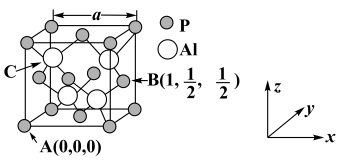 a
P
Al
C
B(1, 1/2, 1/2)
A(0,0,0)
z
y
x